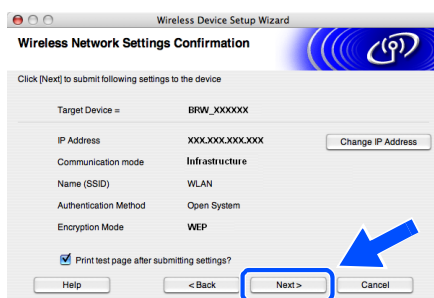 Wireless Device Setup Wizard
Wireless Network Settings Confirmation
Click [Next] to submit following settings to the device
Target Device = BRW_XXXXXX
IP Address XXX.XXX.XXX.XXX Change IP Address
Communication mode Infrastructure
Name (SSID) WLAN
Authentication Method Open System
Encryption Mode WEP
Print test page after submitting settings?
Help < Back Next > Cancel